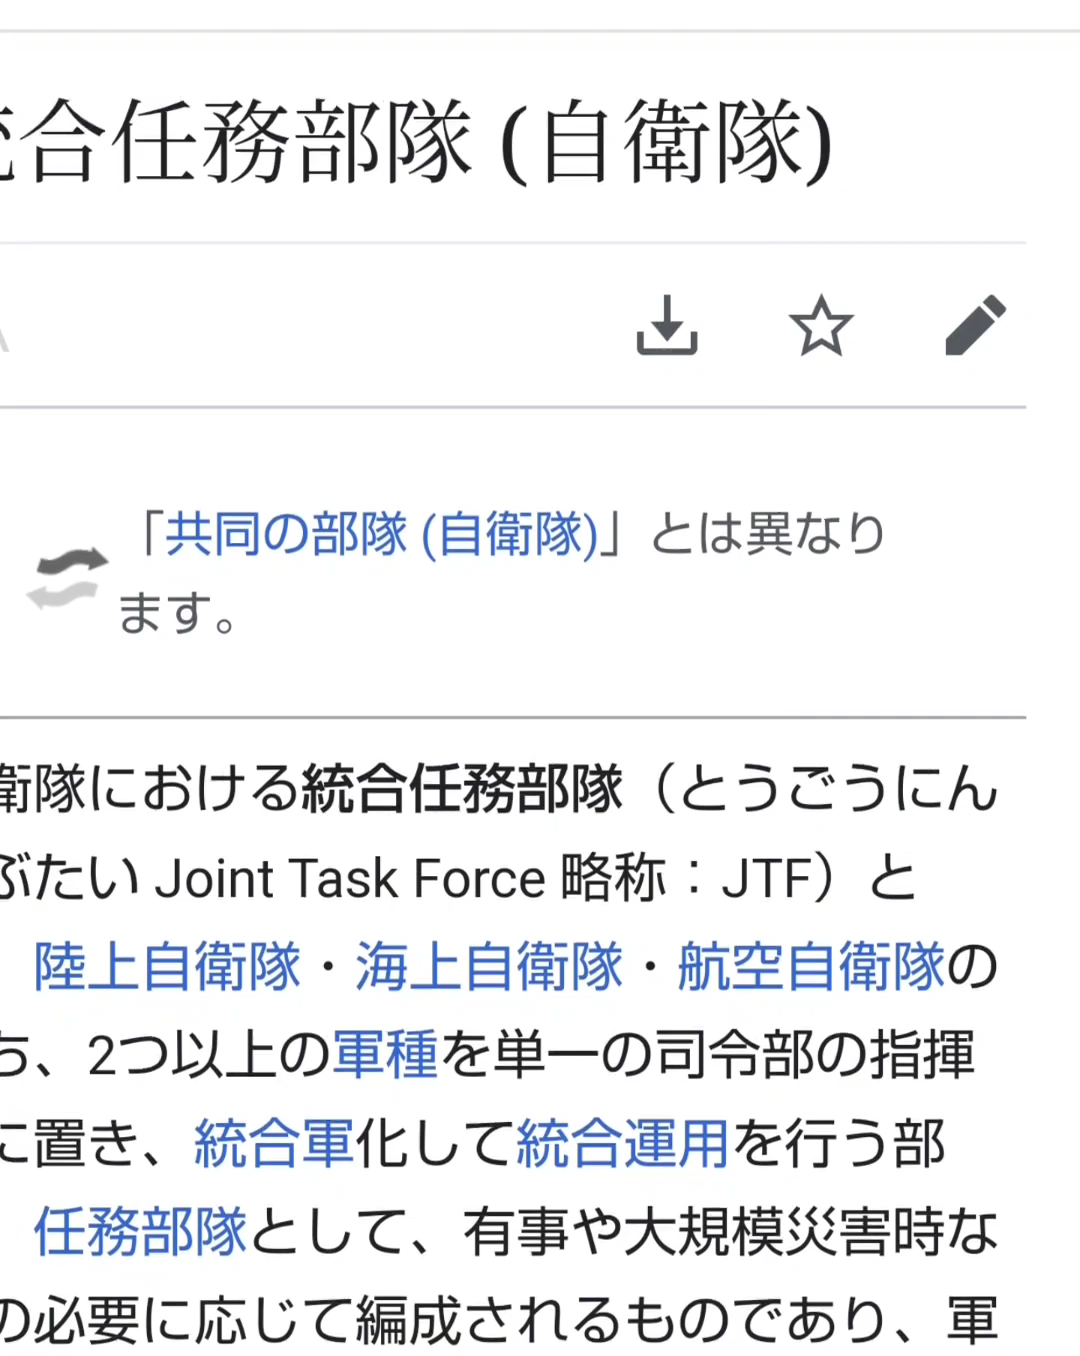 合任務部隊 (自衛隊)
「共同の部隊 (自衛隊)」とは異なり
ます。
衛隊における統合任務部隊（とうごうにん
ぶたい Joint Task Force 略称：JTF）と
陸上自衛隊・海上自衛隊・航空自衛隊の
ち、2つ以上の軍種を単一の司令部の指揮
に置き、統合軍化して統合運用を行う部
任務部隊として、有事や大規模災害時な
の必要に応じて編成されるものであり、軍